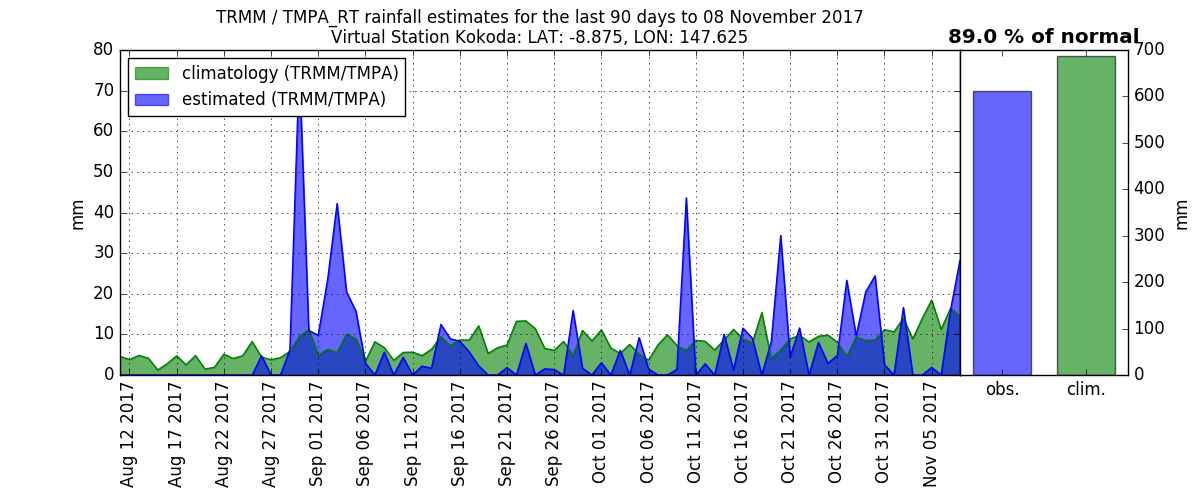 TRMM / TMPA_RT rainfall estimates for the last 90 days to 08 November 2017
Virtual Station Kokoda: LAT: -8.875, LON: 147.625
89.0 % of normal
climatology (TRMM/TMPA)
estimated (TRMM/TMPA)
80
70
60
50
40
30
20
10
0
mm
700
600
500
400
300
200
100
0
mm
Aug 12 2017
Aug 17 2017
Aug 22 2017
Aug 27 2017
Sep 01 2017
Sep 06 2017
Sep 11 2017
Sep 16 2017
Sep 21 2017
Sep 26 2017
Oct 01 2017
Oct 06 2017
Oct 11 2017
Oct 16 2017
Oct 21 2017
Oct 26 2017
Oct 31 2017
Nov 05 2017
obs.
clim.